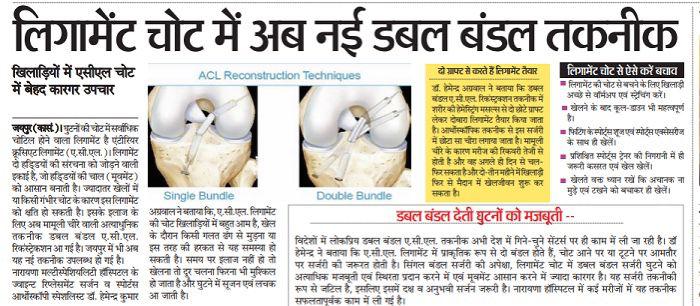 लिगामेंट चोट में अब नई डबल बंडल तकनीक
खिलाड़ियों में एसीएल चोट
में बेहद कारगर उपचार
जयपुर (कासं.)। घुटनों की चोट में सर्वाधिक
चोटिल होने वाला लिगामेंट है एंटीरियर
क्रुसिएट लिगामेंट (ए.सी.एल.)। लिगामेंट
दो हड्डियों की संरचना को जोड़ने वाली
इकाई है, जो हड्डियों की चाल (मूवमेंट)
को आसान बनाती है। ज्यादातर खेलों में
या किसी गंभीर चोट के कारण इस लिगामेंट
को क्षति हो सकती है। इसके इलाज के
लिए अब मामूली चीरे वाली अत्याधुनिक
तकनीक डबल बंडल ए.सी.एल.
रिकंस्ट्रेक्शन आ गई है। जयपुर में भी अब
यह नई तकनीक उपलब्ध हो गई है।
नारायणा मल्टीस्पेशियलिटी हॉस्पिटल के
ज्वाइन्ट रिप्लेसमेंट सर्जन व स्पोर्टस
आर्थोस्कॉपी स्पेशलिस्ट डॉ. हेमेन्द्र कुमार
ACL Reconstruction Techniques
Single Bundle
Double Bundle
अग्रवाल ने बताया कि, ए.सी.एल. लिगामेंट
की चोट खिलाड़ियों में बहुत आम है, खेल
के दौरान किसी गलत ढंग से मुड़ना या
इस तरह की हरकत से यह समस्या हो
सकती है। समय पर इलाज नहीं हो तो
खेलना तो दूर चलना फिरना भी मुश्किल
हो जाता है और घुटने में सूजन एवं लचक
आ जाती है।
दो ग्राफ्ट से करते हैं लिगामेंट तैयार
डॉ. हेमेन्द्र अग्रवाल ने बताया कि डबल
बंडल ए.सी.एल. रिकंस्ट्रक्शन तकनीक में
शरीर की हेमेस्ट्रिंग मसल्स से दो छोटे ग्राफ्ट
लेकर दोबारा लिगामेंट तैयार किया जाता
है। आर्थोस्कॉपिक तकनीक से इस सर्जरी
में छोटा सा चीरा लगाया जाता है। मामूली
चीरे के कारण मरीज की रिकवरी तेजी से
होती है और वह अगले ही दिन से चल-
फिर सकता है और दो-तीन महीने में खिलाड़ी
फिर से मैदान में खेलजीवन शुरू कर
सकता है।
लिगामेंट चोट से ऐसे करें बचाव
लिगामेंट की चोट से बचने के लिए खिलाड़ी
अच्छे से वॉर्मअप एवं स्ट्रेचिंग करें।
खेलने के बाद कूल-डाउन भी महत्वपूर्ण
है।
फिटिंग के स्पोर्ट्स शूज एवं स्पोर्ट्स एक्सेसरीज
के साथ ही खेलें।
प्रशिक्षित स्पोर्ट्स ट्रेनर की निगरानी में ही
जरूरी कसरत एवं खेल खेलें।
खेलते वक्त ध्यान रखें कि अचानक ना
मुड़े एवं टखने को बचाकर ही खेलें।
डबल बंडल देती घुटनों को मजबूती --
विदेशों में लोकप्रिय डबल बंडल ए.सी.एल. तकनीक अभी देश में गिने-चुने सेंटर्स पर ही काम में ली जा रही है। डॉ
हेमेन्द्र ने बताया कि ए.सी.एल. लिगामेंट में प्राकृतिक रूप से दो बंडल होते हैं, चोट आने पर या टूटने पर आमतौर
पर सर्जरी की जरूरत होती है। सिंगल बंडल सर्जरी की अपेक्षा, लिगामेंट चोट में डबल बंडल सर्जरी घुटने को
अत्याधिक मजबूती एवं स्थिरता प्रदान करने में एवं मूवमेंट आसान करने में ज्यादा कारगर है। यह सर्जरी तकनीकी
रूप से जटिल है, इसलिए इसमें दक्ष व अनुभवी सर्जन जरूरी है। नारायणा हॉस्पिटल में कई मरीजों में यह तकनीक
सफलतापूर्वक काम में ली गई है।